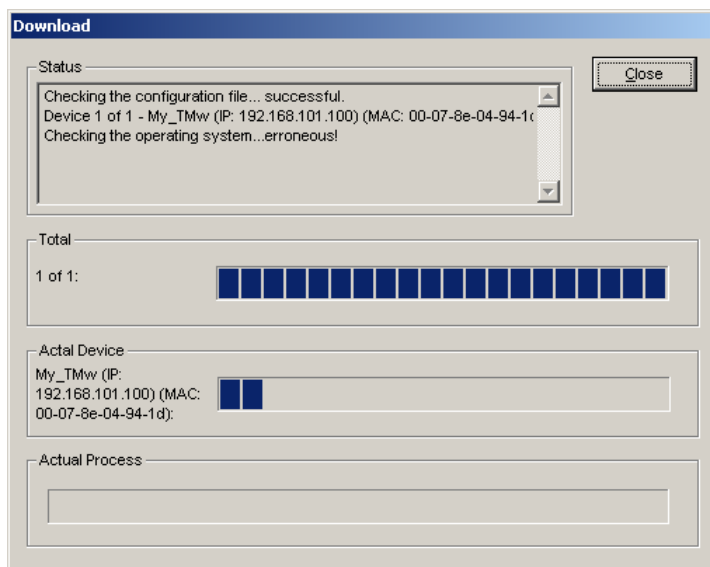 Download
Status
Close
Checking the configuration file... successful.
Device 1 of 1 - My_TMw (IP: 192.168.101.100) (MAC: 00-07-8e-04-94-1d
Checking the operating system...erroneous!
Total
1 of 1:
Actal Device
My_TMw (IP:
192.168.101.100) (MAC:
00-07-8e-04-94-1d):
Actual Process